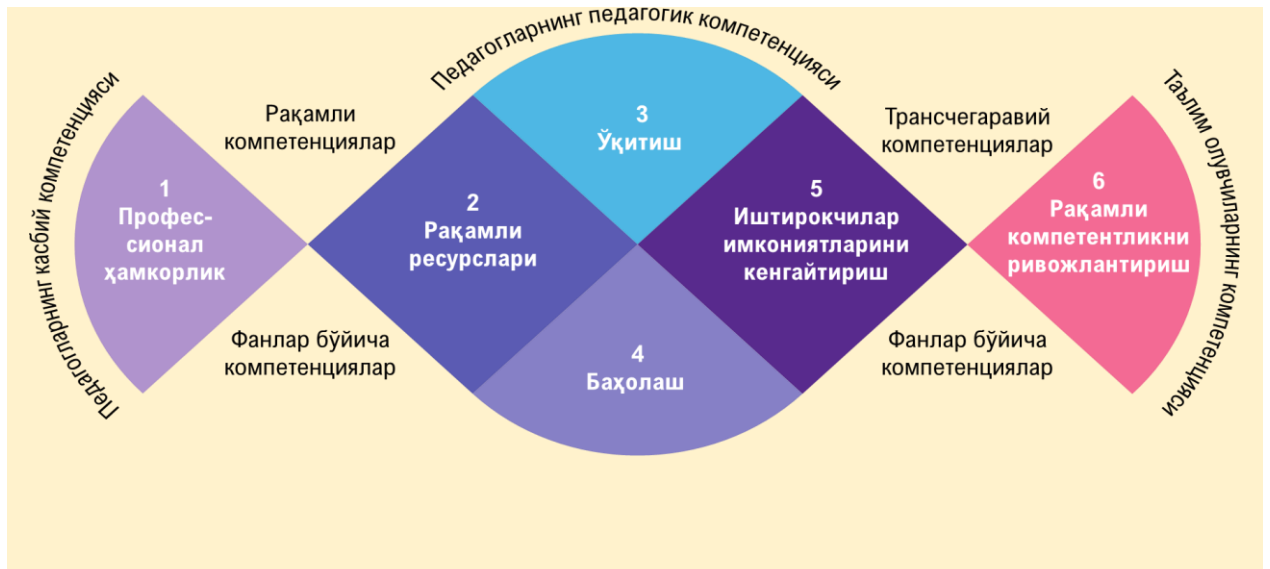 Педагогларнинг касбий компетенцияси
1
Профес-
сионал
ҳамкорлик
Рақамли
компетенциялар
Фанлар бўйича
компетенциялар
Педагогларнинг педагогик компетенцияси
2
Рақамли
ресурслари
3
Ўқитиш
4
Баҳолаш
5
Иштирокчилар
имкониятларини
кенгайтириш
Трансчегаравий
компетенциялар
Фанлар бўйича
компетенциялар
6
Рақамли
компетентликни
ривожлантириш
Таълим олувчиларнинг компетенцияси